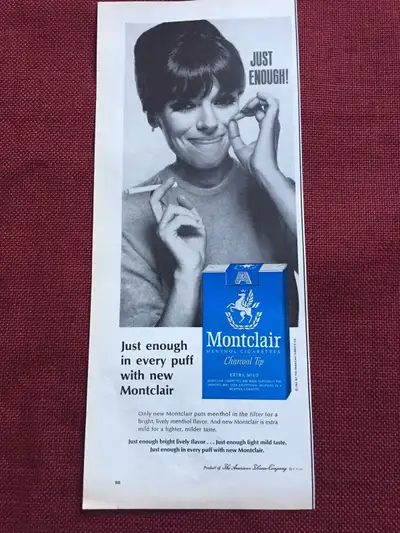 JUST
ENOUGH!
Montclair
MENTHOL CIGARETTES
Charcoal Tip
EXTRA MILD
Just enough
in every puff
with new
Montclair
Only new Montclair puts menthol in the filter for a
bright, lively menthol flavor. And new Montclair is extra
mild for a lighter, milder taste.
Just enough bright lively flavor . . . Just enough light mild taste.
Just enough in every puff with new Montclair.
Product of The American Tobacco Company